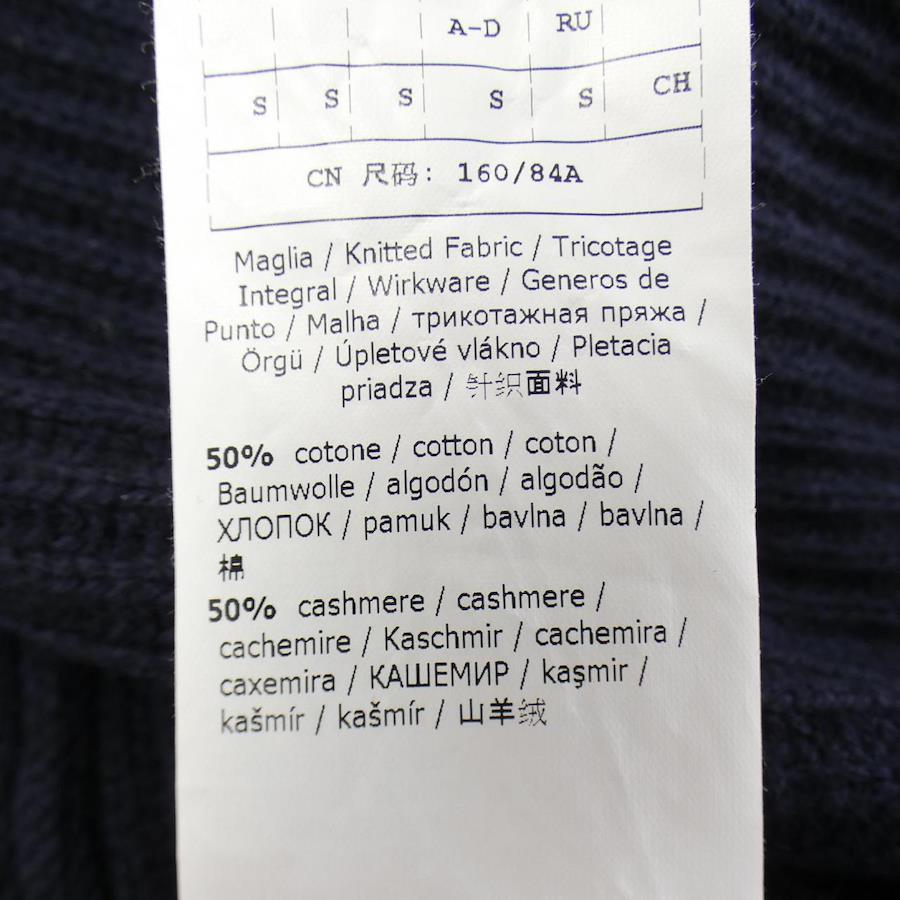 A-D RU
S S S S S CH
CN 尺码: 160/84A
Maglia / Knitted Fabric / Tricotage
Integral / Wirkware / Generos de
Punto / Malha / трикотажная пряжа /
Örgü / Úpletové vlákno / Pletacia
priadza / 针织面料
50% cotone / cotton / coton /
Baumwolle / algodón / algodão /
ХЛОПОК / pamuk / bavlna / bavlna /
棉
50% cashmere / cashmere /
cachemire / Kaschmir / cachemira /
caxemira / КАШЕМИР / kaşmir /
kašmír / kašmír / 山羊绒